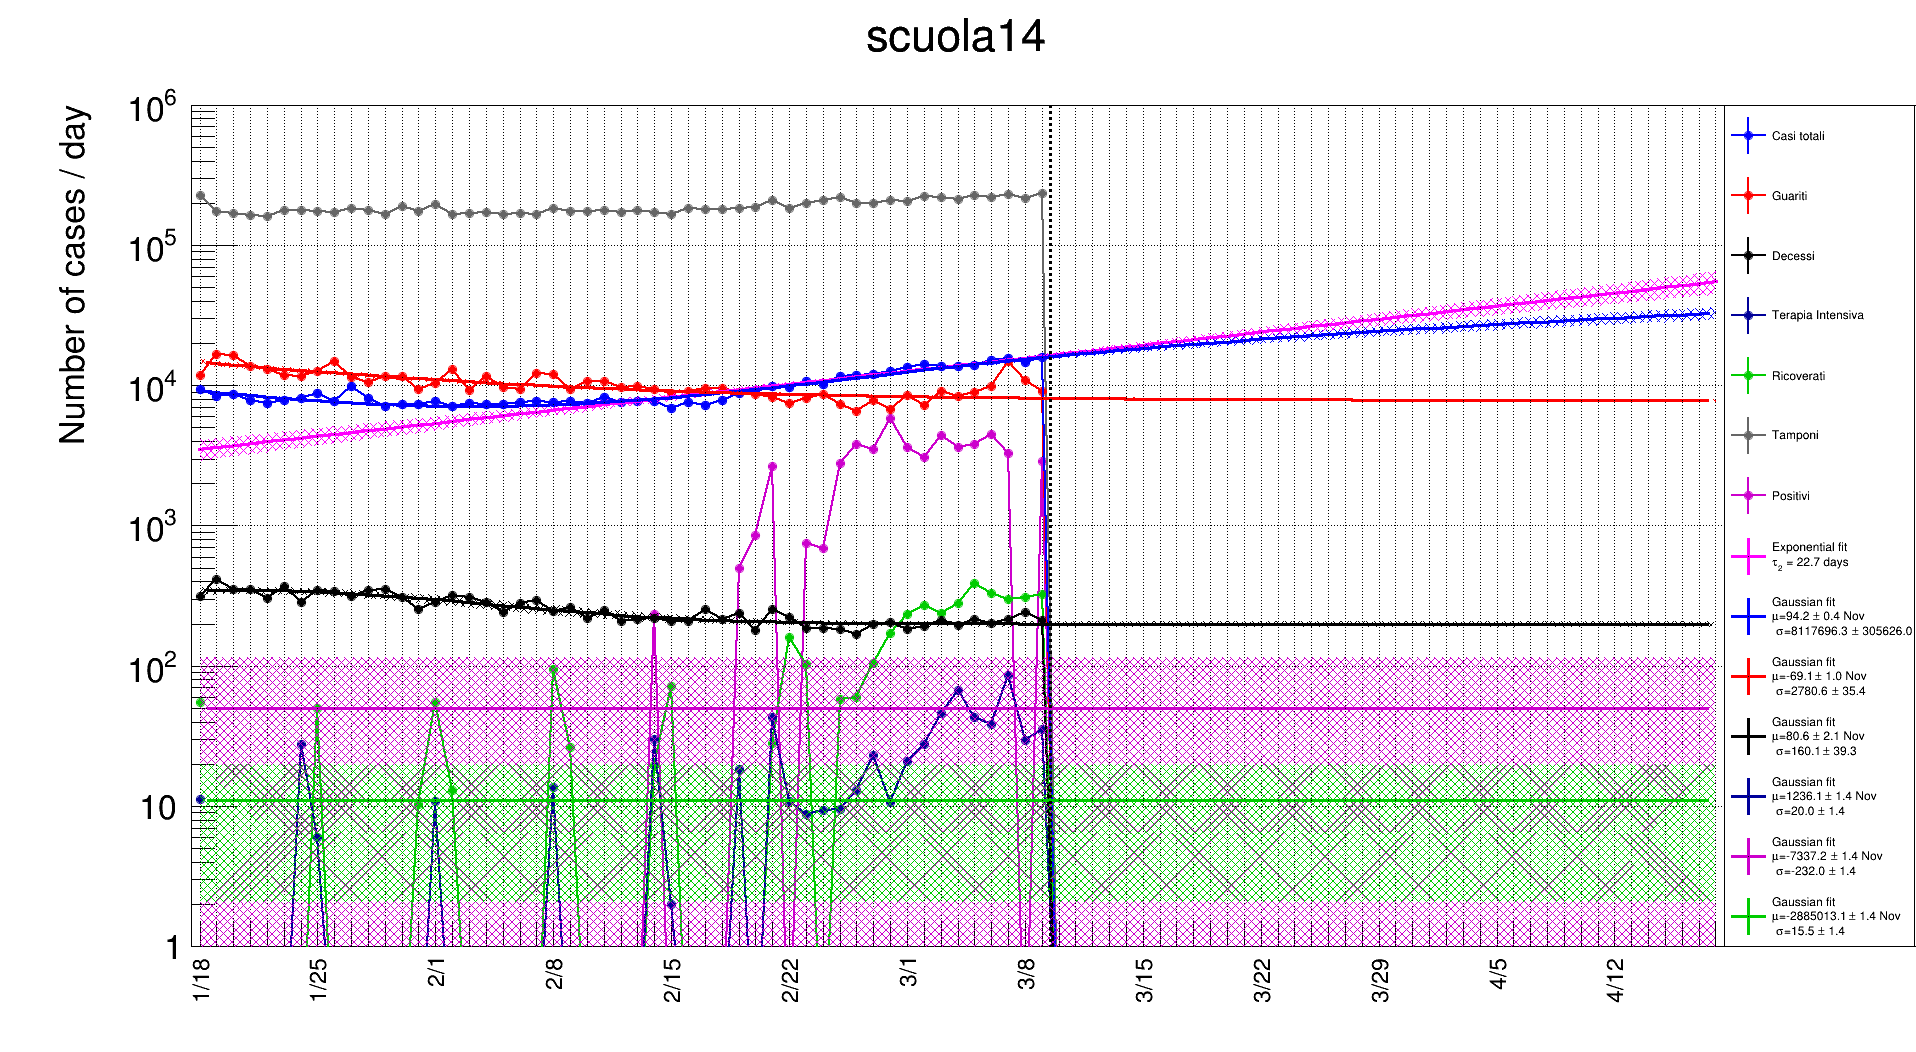 scuola14
Number of cases / day
10^6
10^5
10^4
10^3
10^2
10
1
1/18
1/25
2/1
2/8
2/15
2/22
3/1
3/8
3/15
3/22
3/29
4/5
4/12
Casi totali
Guariti
Decessi
Terapia Intensiva
Ricoverati
Tamponi
Positivi
Exponential fit
τ₂ = 22.7 days
Gaussian fit
μ=94.2 ± 0.4 Nov
σ=8117696.3 ± 305626.0
Gaussian fit
μ=-69.1 ± 1.0 Nov
σ=2780.6 ± 35.4
Gaussian fit
μ=80.6 ± 2.1 Nov
σ=160.1 ± 39.3
Gaussian fit
μ=1236.1 ± 1.4 Nov
σ=20.0 ± 1.4
Gaussian fit
μ=-7337.2 ± 1.4 Nov
σ=-232.0 ± 1.4
Gaussian fit
μ=-2885013.1 ± 1.4 Nov
σ=15.5 ± 1.4